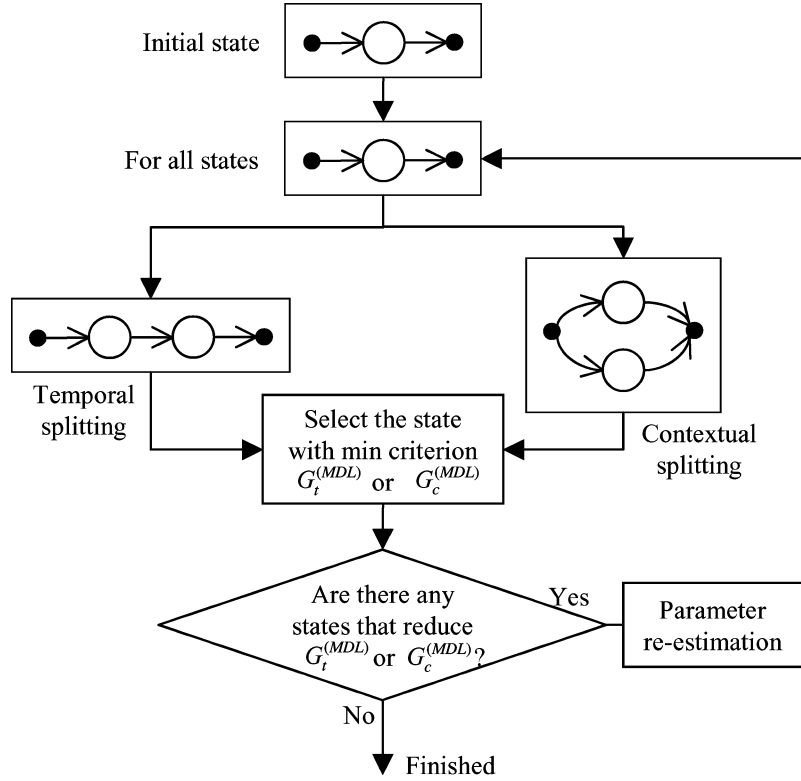 Initial state
For all states
Temporal
splitting
Select the state
with min criterion
G_t^{(MDL)} or G_c^{(MDL)}
Contextual
splitting
Are there any
states that reduce
G_t^{(MDL)} or G_c^{(MDL)}?
Yes
Parameter
re-estimation
No
Finished